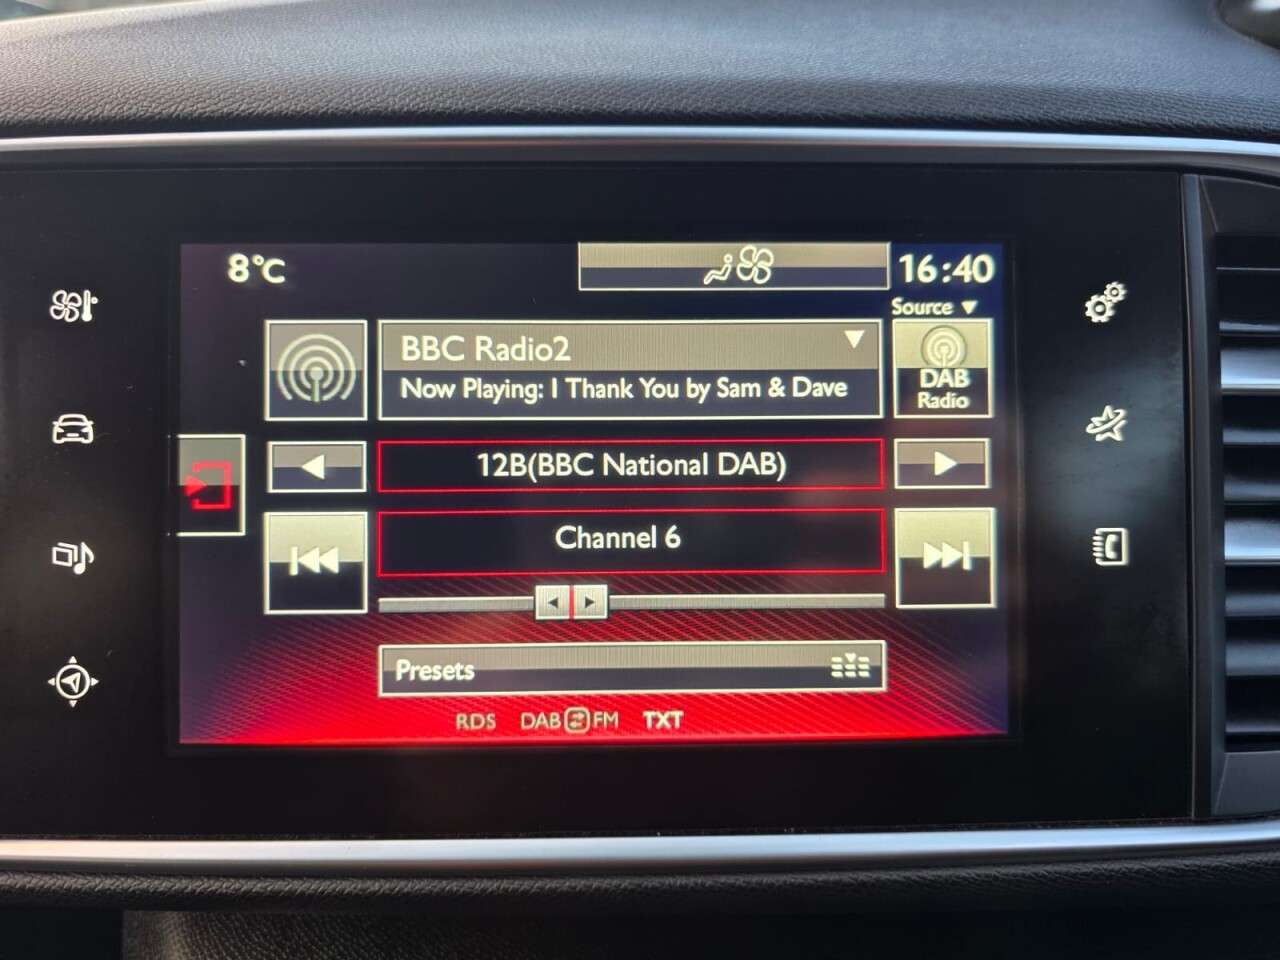 8°C
16:40
Source
BBC Radio2
Now Playing: I Thank You by Sam & Dave
DAB
Radio
12B(BBC National DAB)
Channel 6
Presets
RDS DAB FM TXT